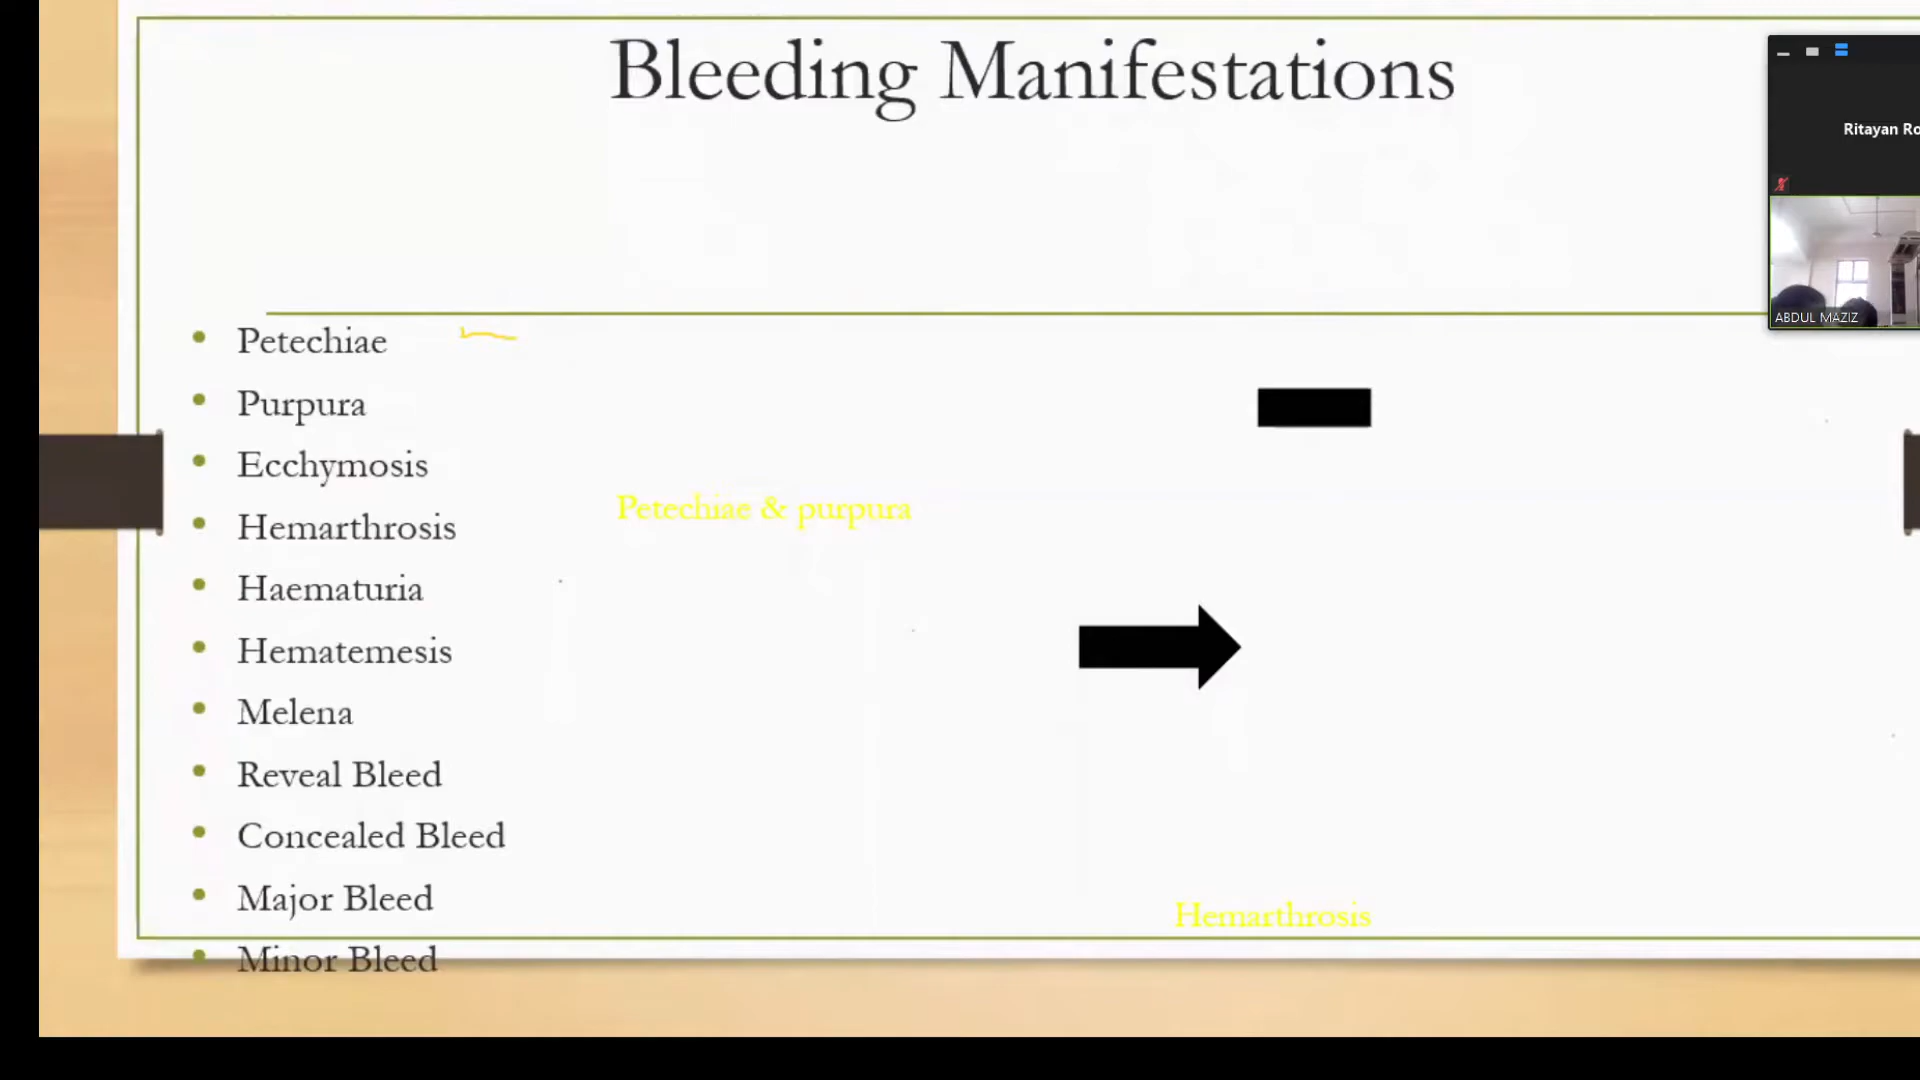 Bleeding Manifestations
Ritayan Ro
ABDUL MAZIZ
Petechiae
Purpura
Ecchymosis
Hemarthrosis
Haematuria
Hematemesis
Melena
Reveal Bleed
Concealed Bleed
Major Bleed
Minor Bleed
Petechiae & purpura
Hemarthrosis